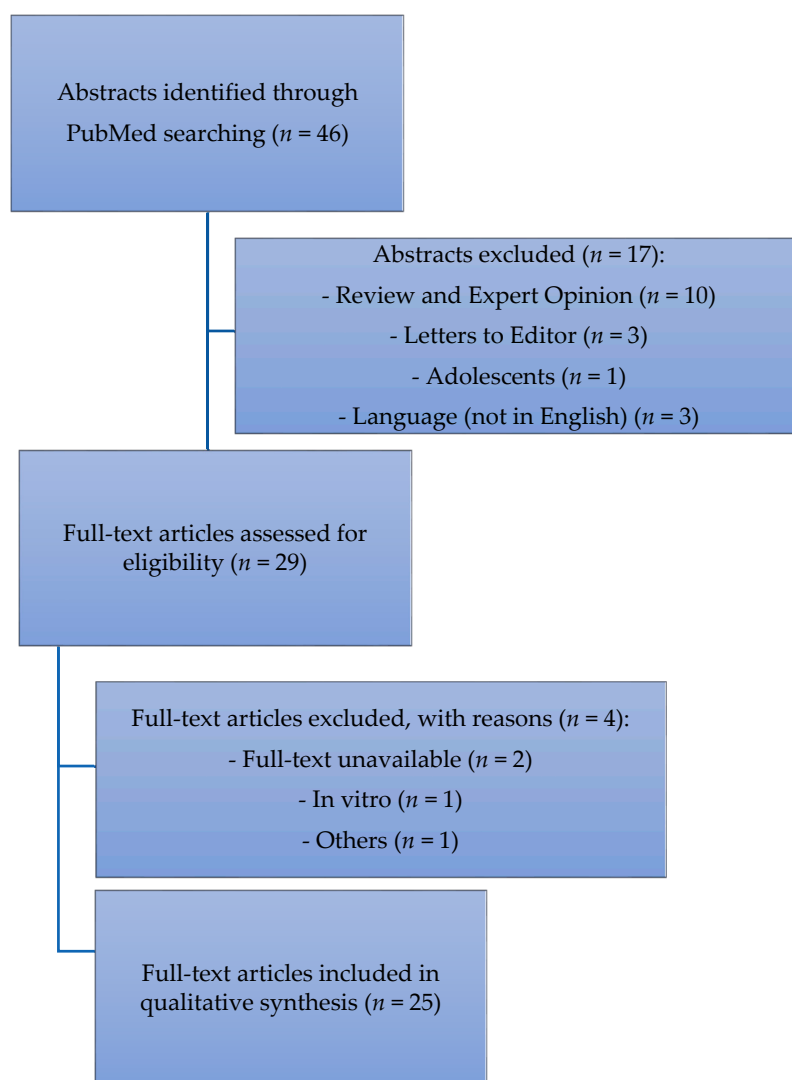 Abstracts identified through
PubMed searching (n = 46)
Abstracts excluded (n = 17):
- Review and Expert Opinion (n = 10)
- Letters to Editor (n = 3)
- Adolescents (n = 1)
- Language (not in English) (n = 3)
Full-text articles assessed for
eligibility (n = 29)
Full-text articles excluded, with reasons (n = 4):
- Full-text unavailable (n = 2)
- In vitro (n = 1)
- Others (n = 1)
Full-text articles included in
qualitative synthesis (n = 25)